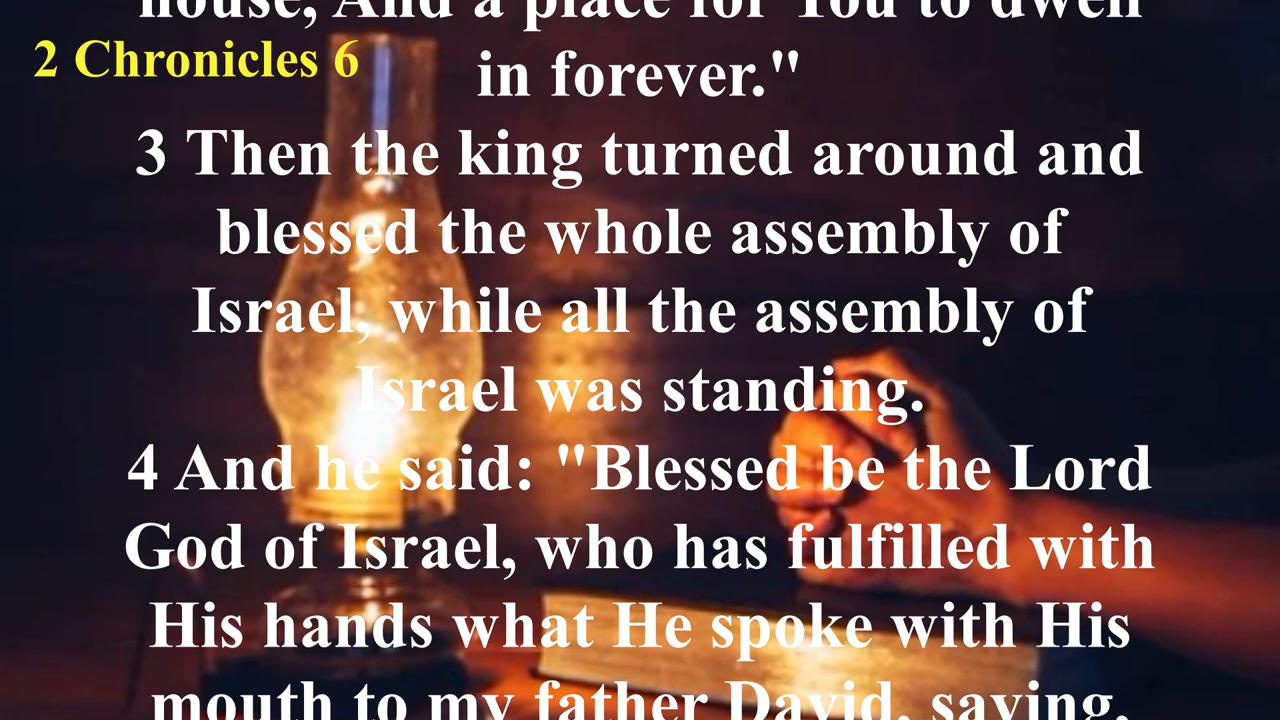 house, And a place for You to dwell
2 Chronicles 6
in forever."
3 Then the king turned around and
blessed the whole assembly of
Israel, while all the assembly of
Israel was standing.
4 And he said: "Blessed be the Lord
God of Israel, who has fulfilled with
His hands what He spoke with His
mouth to my father David, saying,